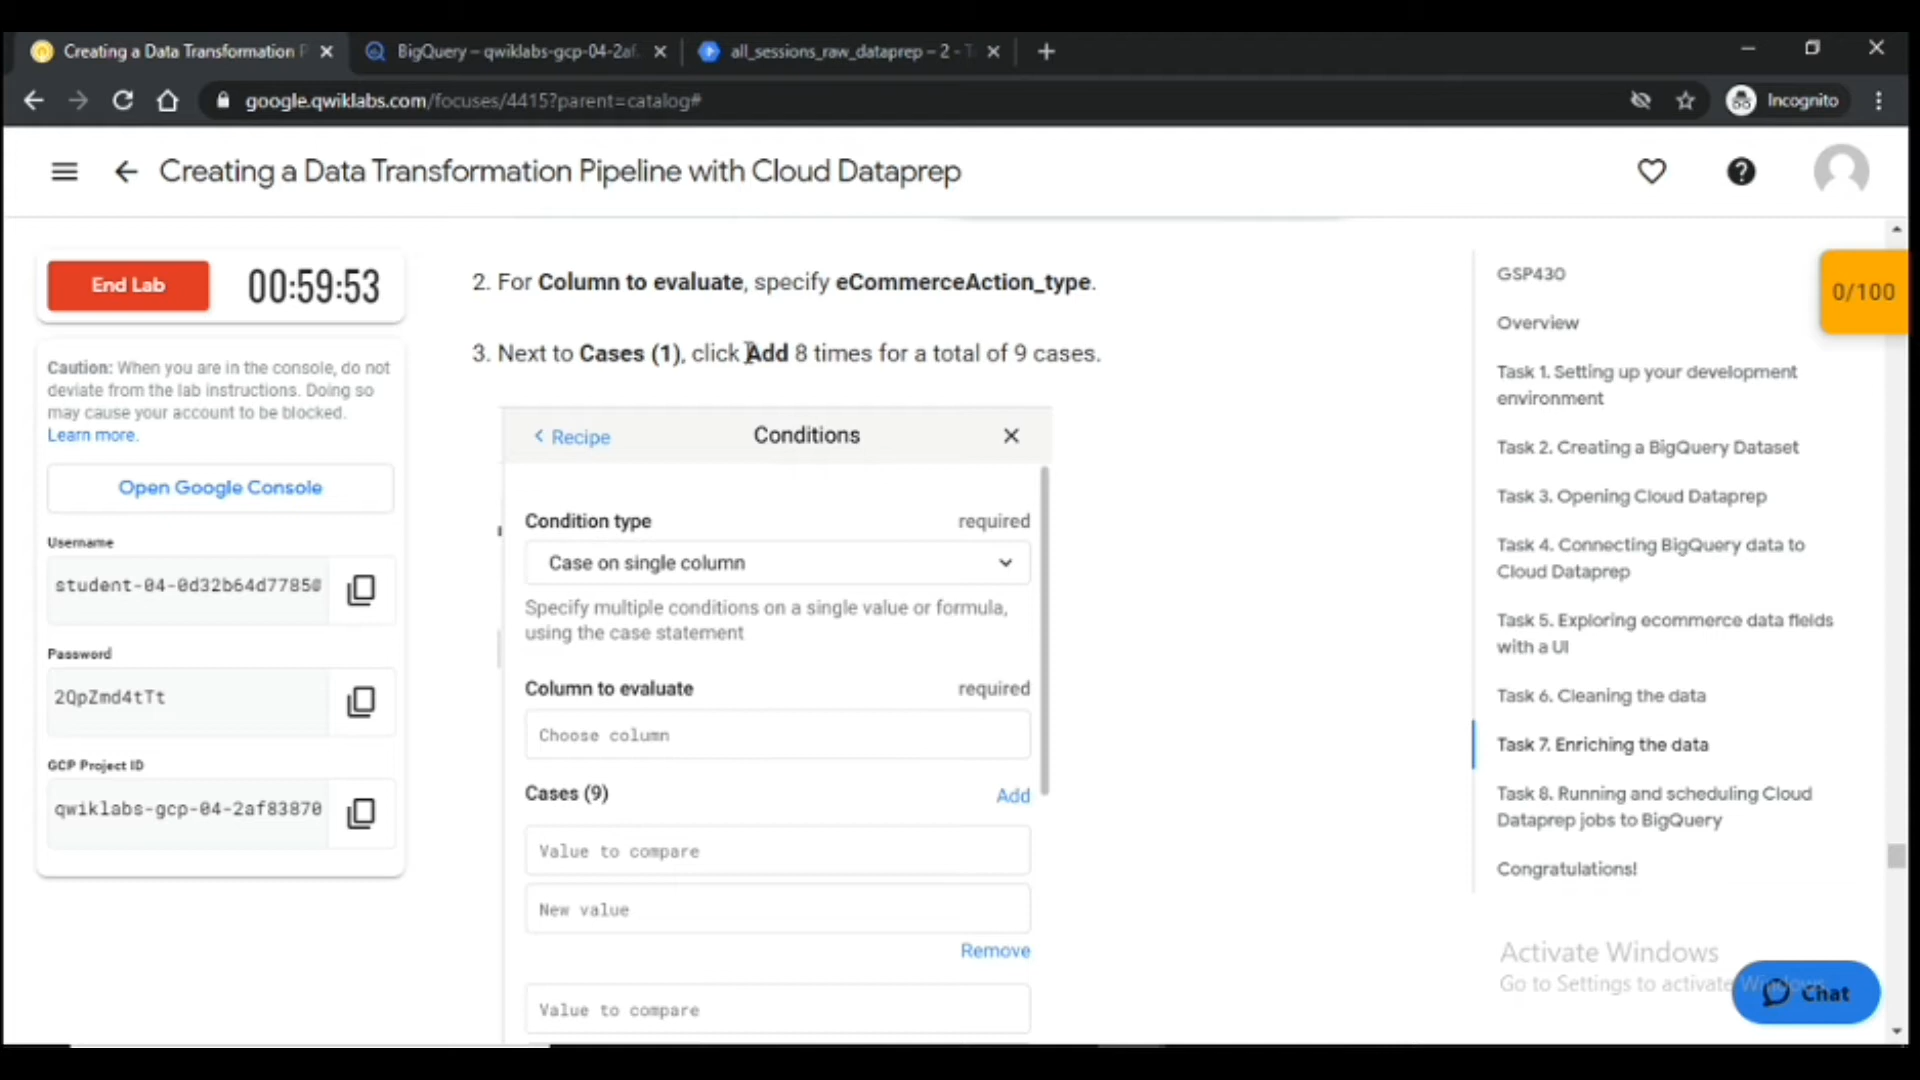 Creating a Data Transformation P
BigQuery – qwiklabs-gcp-04-2af
all_sessions_raw_dataprep – 2 - T
google.qwiklabs.com/focuses/4415?parent=catalog#
Incognito
Creating a Data Transformation Pipeline with Cloud Dataprep
End Lab
00:59:53
Caution: When you are in the console, do not
deviate from the lab instructions. Doing so
may cause your account to be blocked.
Learn more.
Open Google Console
Username
student-04-0d32b64d7785@
Password
2QpZmd4tTt
GCP Project ID
qwiklabs-gcp-04-2af83870
2. For Column to evaluate, specify eCommerceAction_type.
3. Next to Cases (1), click Add 8 times for a total of 9 cases.
Recipe
Conditions
Condition type
required
Case on single column
Specify multiple conditions on a single value or formula,
using the case statement
Column to evaluate
required
Choose column
Cases (9)
Add
Value to compare
New value
Remove
Value to compare
GSP430
Overview
Task 1. Setting up your development
environment
Task 2. Creating a BigQuery Dataset
Task 3. Opening Cloud Dataprep
Task 4. Connecting BigQuery data to
Cloud Dataprep
Task 5. Exploring ecommerce data fields
with a UI
Task 6. Cleaning the data
Task 7. Enriching the data
Task 8. Running and scheduling Cloud
Dataprep jobs to BigQuery
Congratulations!
0/100
Activate Windows
Go to Settings to activate Windows.
Chat